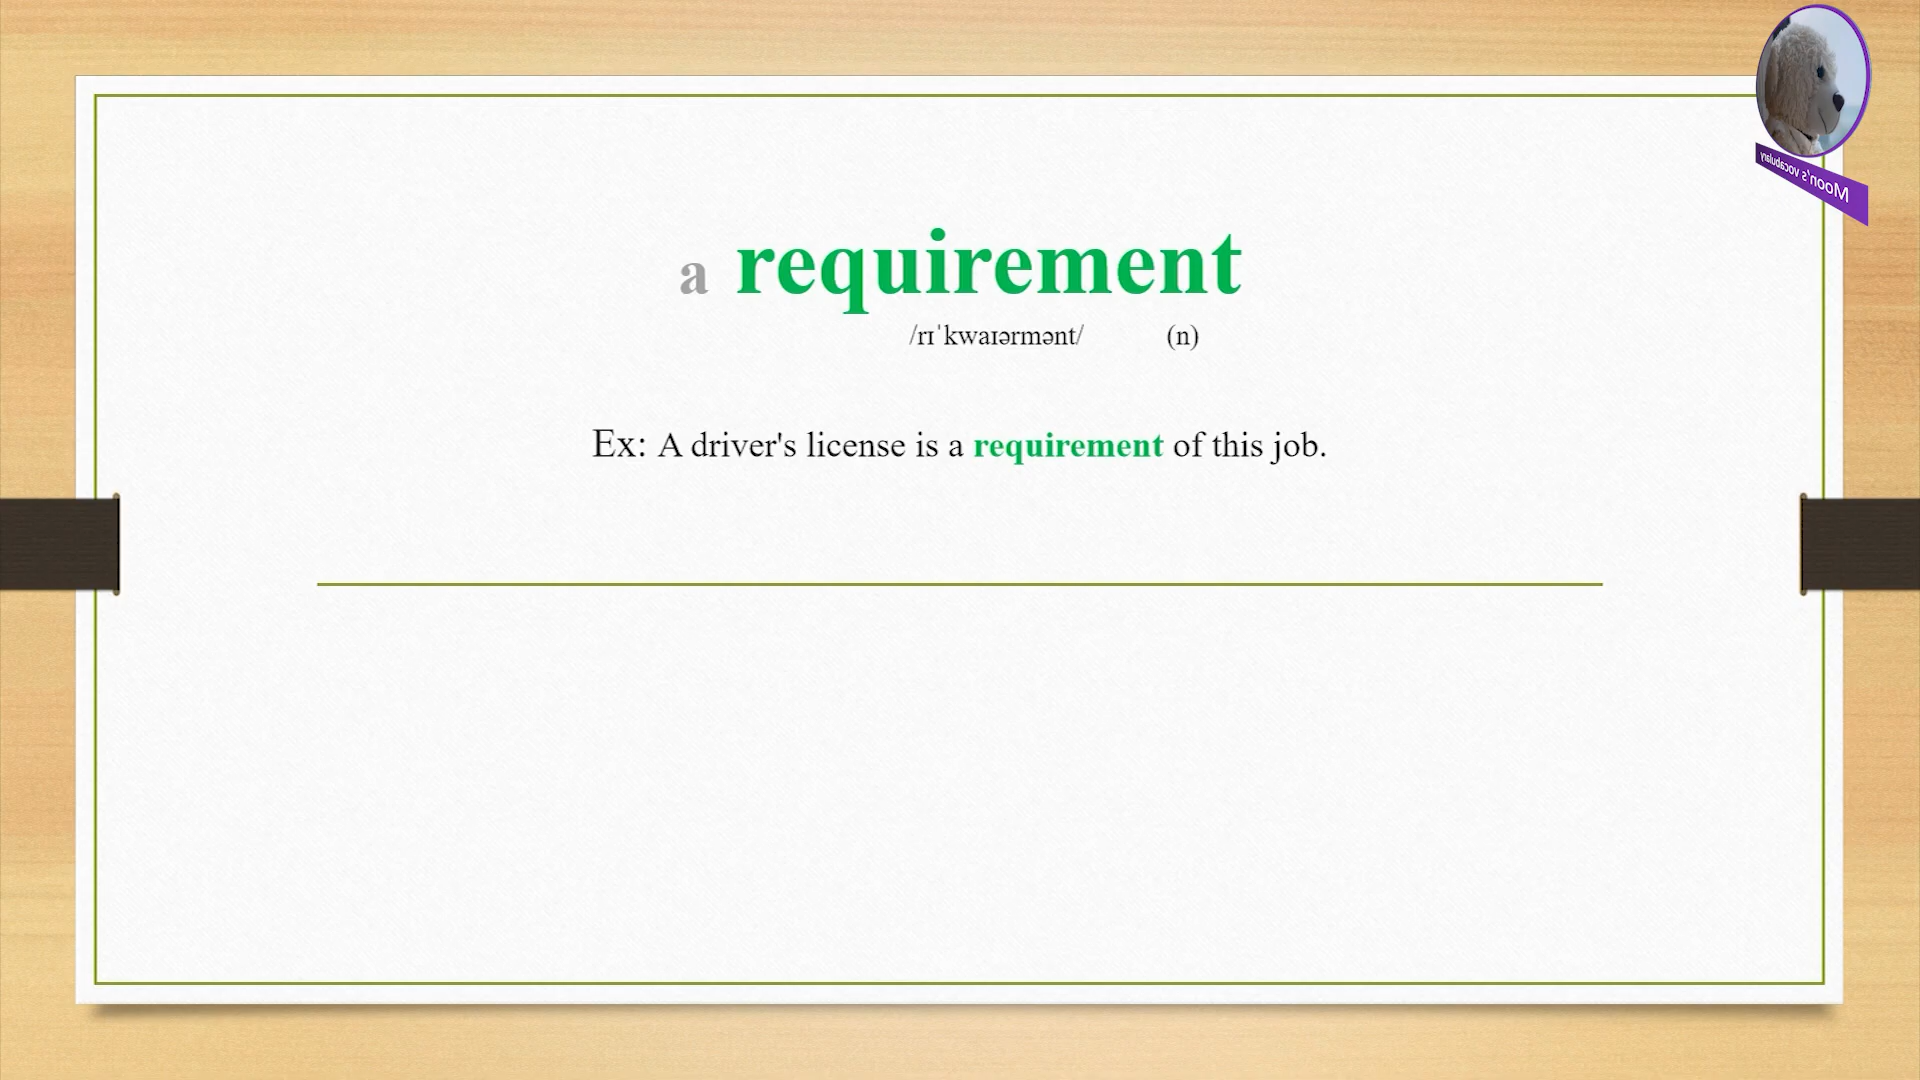 Moon's vocabulary
a requirement
/rɪˈkwaɪərmənt/ (n)
Ex: A driver's license is a requirement of this job.